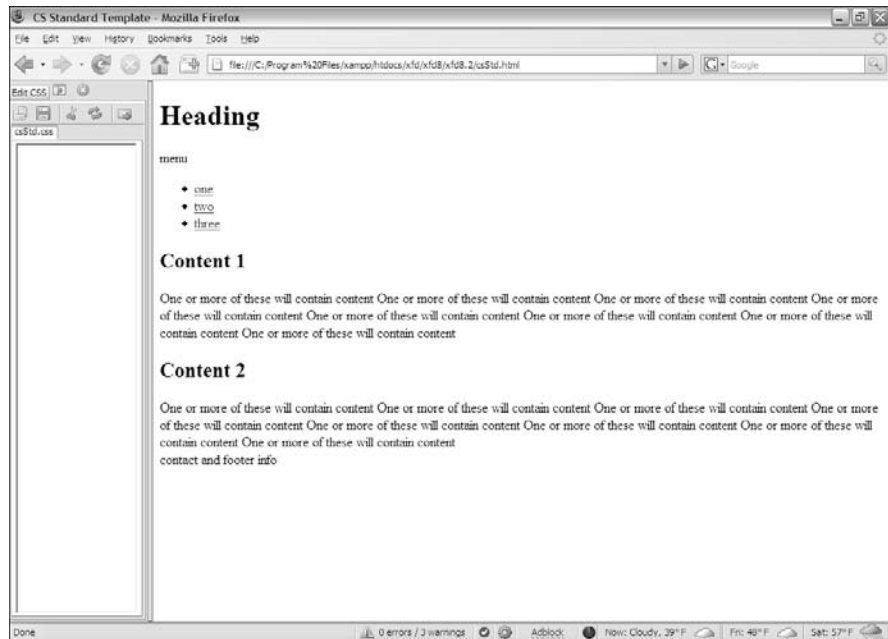 CS Standard Template - Mozilla Firefox
File Edit View History Bookmarks Tools Help
file:///C:/Program%20Files/xampp/htdocs/xfd/xfd8/xfd8.2/csStd.html
G Google
Edit CSS
csStd.css
Heading
menu
one
two
three
Content 1
One or more of these will contain content One or more of these will contain content One or more of these will contain content One or more
of these will contain content One or more of these will contain content One or more of these will contain content One or more of these will
contain content One or more of these will contain content
Content 2
One or more of these will contain content One or more of these will contain content One or more of these will contain content One or more
of these will contain content One or more of these will contain content One or more of these will contain content One or more of these will
contain content One or more of these will contain content
contact and footer info
Done 0 errors / 3 warnings Adblock Now: Cloudy, 39°F Fri: 48°F Sat: 57°F